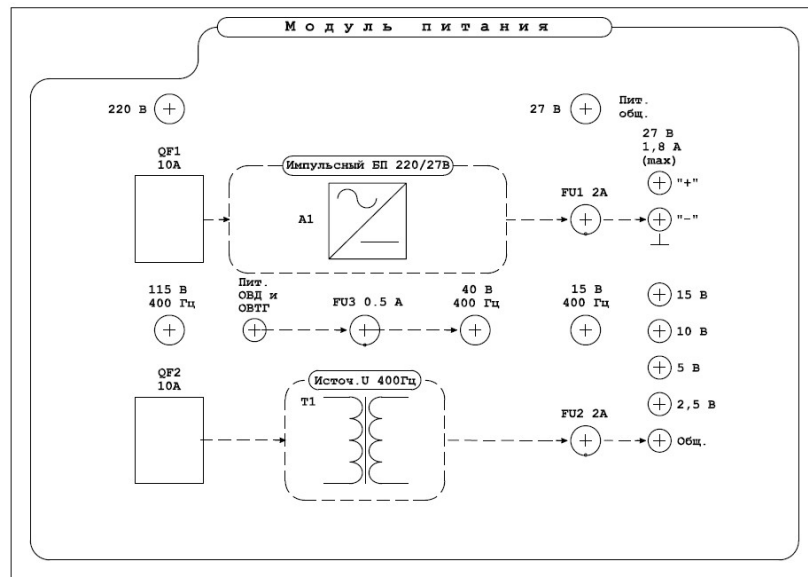 Модуль питания
220 В
27 В
Пит.
общ.
QF1
10А
Импульсный БП 220/27В
А1
FU1 2А
27 В
1,8 А
(max)
"+"
"-"
115 В
400 Гц
Пит.
ОВД и
ОВТГ
FU3 0.5 А
40 В
400 Гц
15 В
400 Гц
15 В
10 В
5 В
2,5 В
Общ.
QF2
10А
Источ.U 400Гц
Т1
FU2 2А